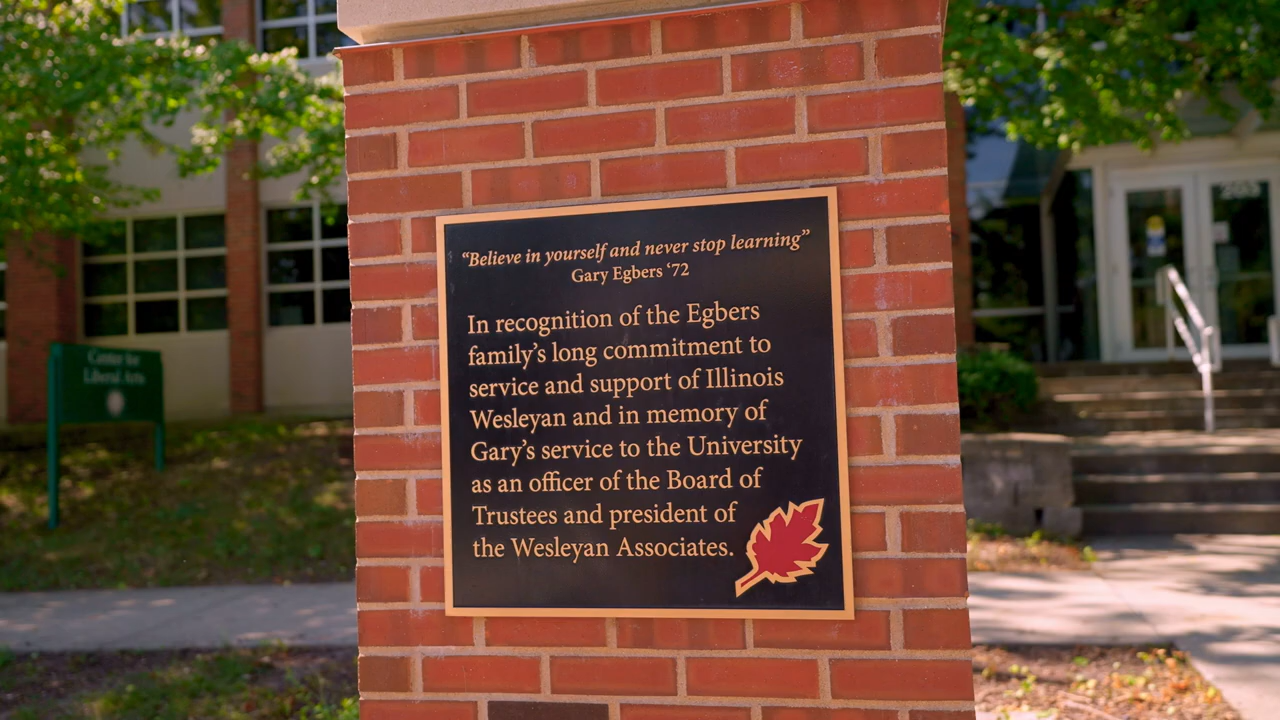 “Believe in yourself and never stop learning”
Gary Egbers ‘72
In recognition of the Egbers
family’s long commitment to
service and support of Illinois
Wesleyan and in memory of
Gary’s service to the University
as an officer of the Board of
Trustees and president of
the Wesleyan Associates.
Center for
Liberal Arts